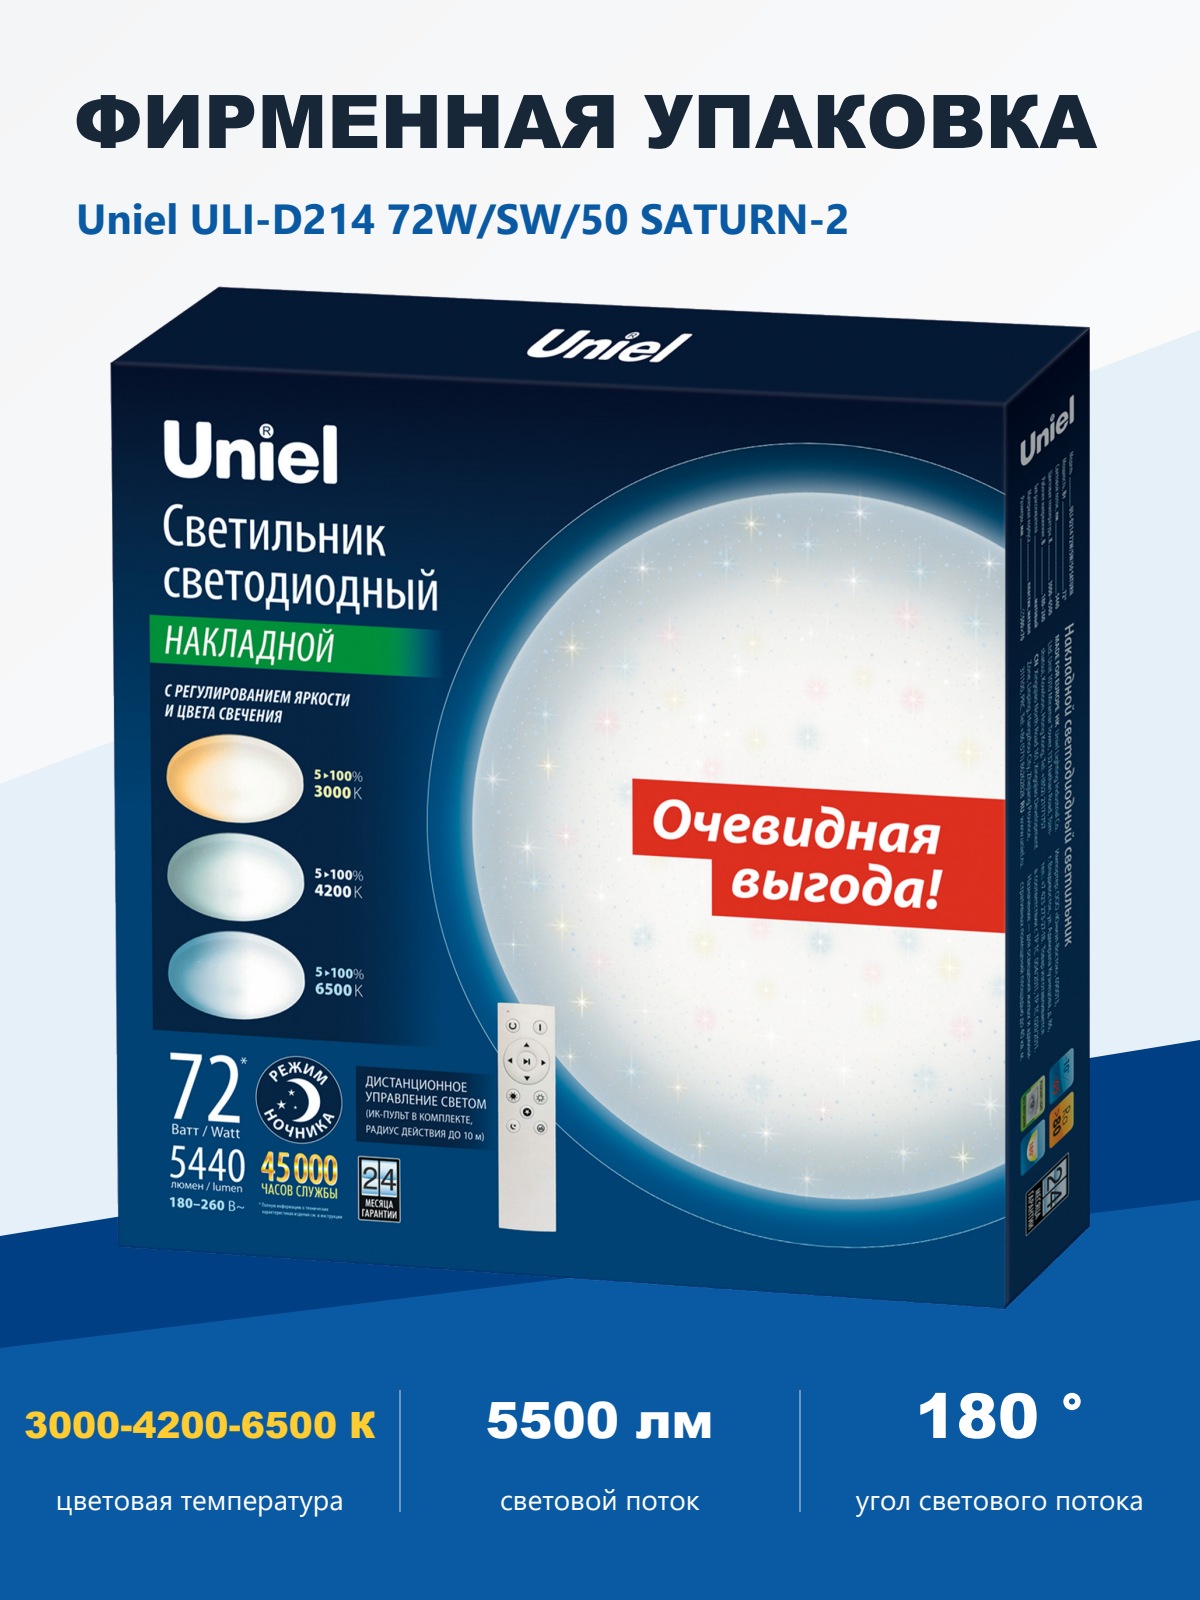 ФИРМЕННАЯ УПАКОВКА
Uniel ULI-D214 72W/SW/50 SATURN-2
Uniel®
Uniel®
Светильник
светодиодный
НАКЛАДНОЙ
С РЕГУЛИРОВАНИЕМ ЯРКОСТИ
И ЦВЕТА СВЕЧЕНИЯ
5▸100%
3000 K
5▸100%
4200 K
5▸100%
6500 K
Очевидная
выгода!
72*
Ватт / Watt
5440
люмен / lumen
180–260 В~
РЕЖИМ
НОЧНИКА
45000
ЧАСОВ СЛУЖБЫ
ДИСТАНЦИОННОЕ
УПРАВЛЕНИЕ СВЕТОМ
(ИК-ПУЛЬТ В КОМПЛЕКТЕ,
РАДИУС ДЕЙСТВИЯ ДО 10 м)
24
МЕСЯЦА
ГАРАНТИИ
Uniel
Накладной светодиодный светильник
24
3000-4200-6500 К
цветовая температура
5500 лм
световой поток
180 °
угол светового потока